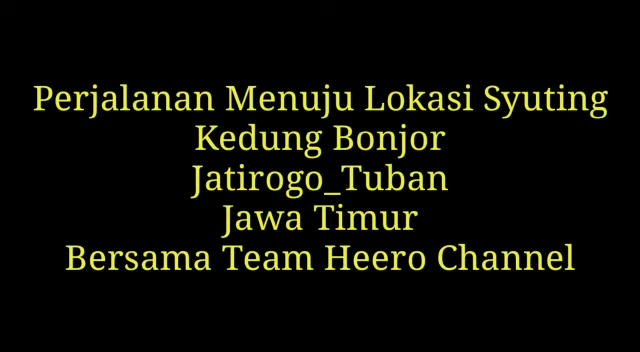 Perjalanan Menuju Lokasi Syuting
Kedung Bonjor
Jatirogo_Tuban
Jawa Timur
Bersama Team Heero Channel